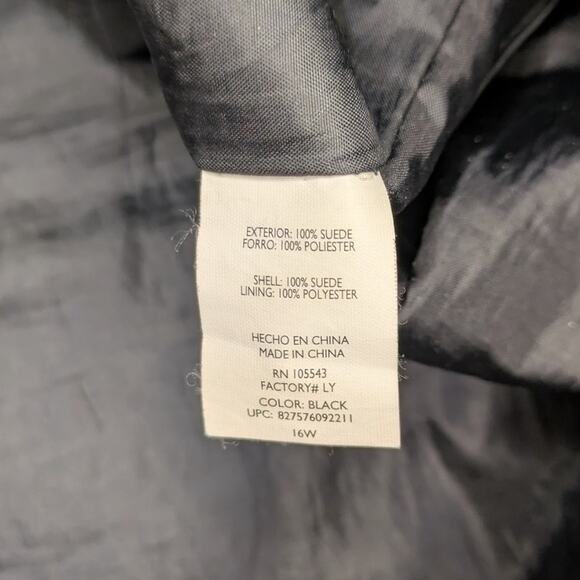 EXTERIOR: 100% SUEDE
FORRO: 100% POLIESTER
SHELL: 100% SUEDE
LINING: 100% POLYESTER
HECHO EN CHINA
MADE IN CHINA
RN 105543
FACTORY# LY
COLOR: BLACK
UPC: 827576092211
16W